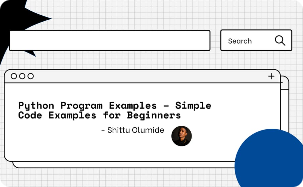 Search
Python Program Examples – Simple
Code Examples for Beginners
- Shittu Olumide